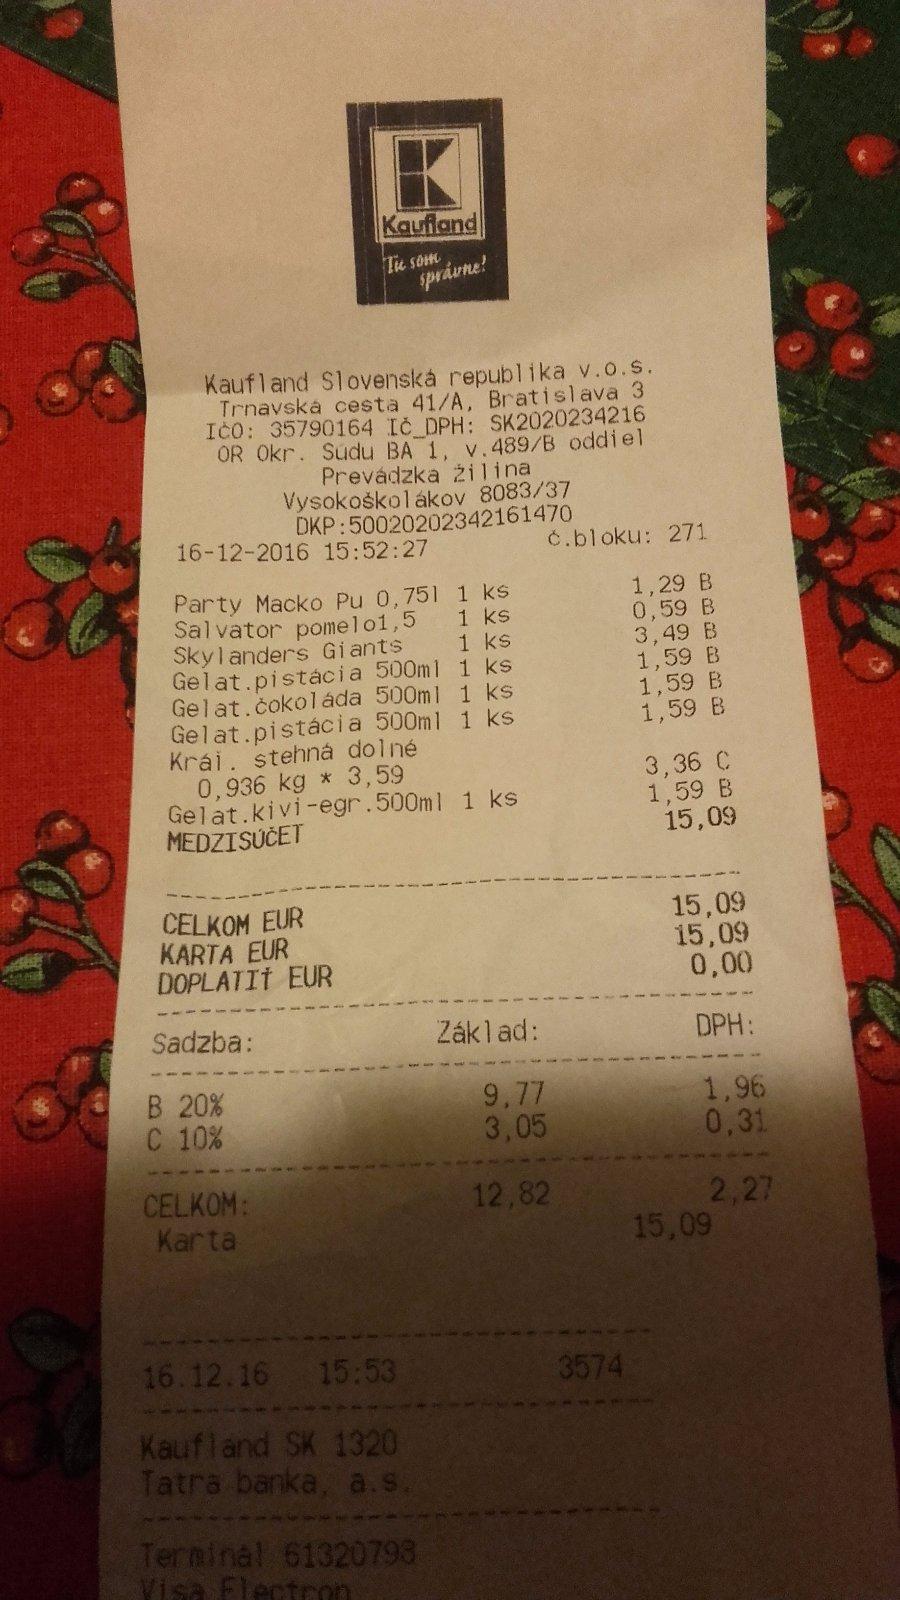 K
Kaufland
Tu som
správne!
Kaufland Slovenská republika v.o.s.
Trnavská cesta 41/A, Bratislava 3
IČO: 35790164 IČ_DPH: SK2020234216
OR Okr. Súdu BA 1, v.489/B oddiel
Prevádzka Žilina
Vysokoškolákov 8083/37
DKP:50020202342161470
16-12-2016 15:52:27 č.bloku: 271
Party Macko Pu 0,75l 1 ks 1,29 B
Salvator pomelo1,5 1 ks 0,59 B
Skylanders Giants 1 ks 3,49 B
Gelat.pistácia 500ml 1 ks 1,59 B
Gelat.čokoláda 500ml 1 ks 1,59 B
Gelat.pistácia 500ml 1 ks 1,59 B
Kráj. stehná dolné
0,936 kg * 3,59 3,36 C
Gelat.kivi-egr.500ml 1 ks 1,59 B
MEDZISÚČET 15,09
CELKOM EUR 15,09
KARTA EUR 15,09
DOPLATIŤ EUR 0,00
Sadzba: Základ: DPH:
B 20% 9,77 1,96
C 10% 3,05 0,31
CELKOM: 12,82 2,27
Karta 15,09
16.12.16 15:53 3574
Kaufland SK 1320
Tatra banka, a.s.
Terminál 61320793
Visa Electron